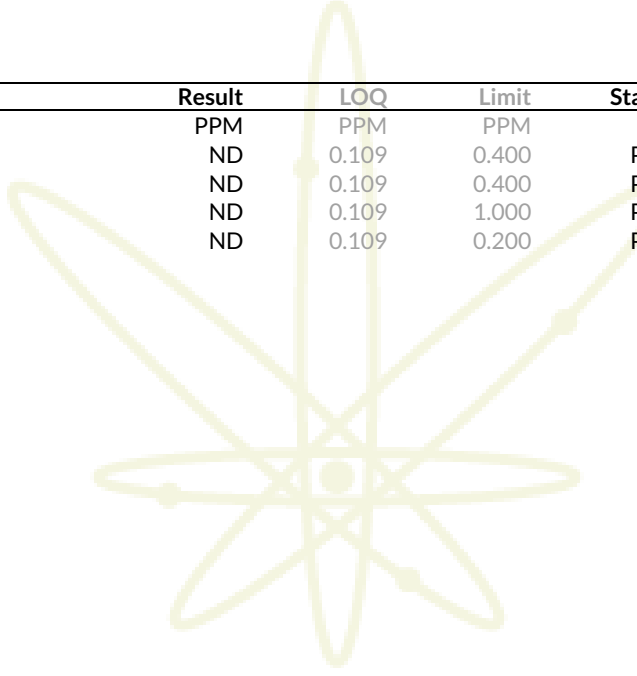 Result LOQ Limit Sta
PPM PPM PPM
ND 0.109 0.400 P
ND 0.109 0.400 P
ND 0.109 1.000 P
ND 0.109 0.200 P